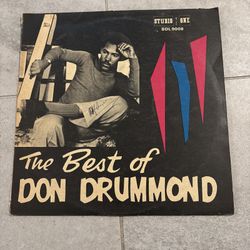 STUDIO ONE
SOL 9008
The Best of
DON DRUMMOND